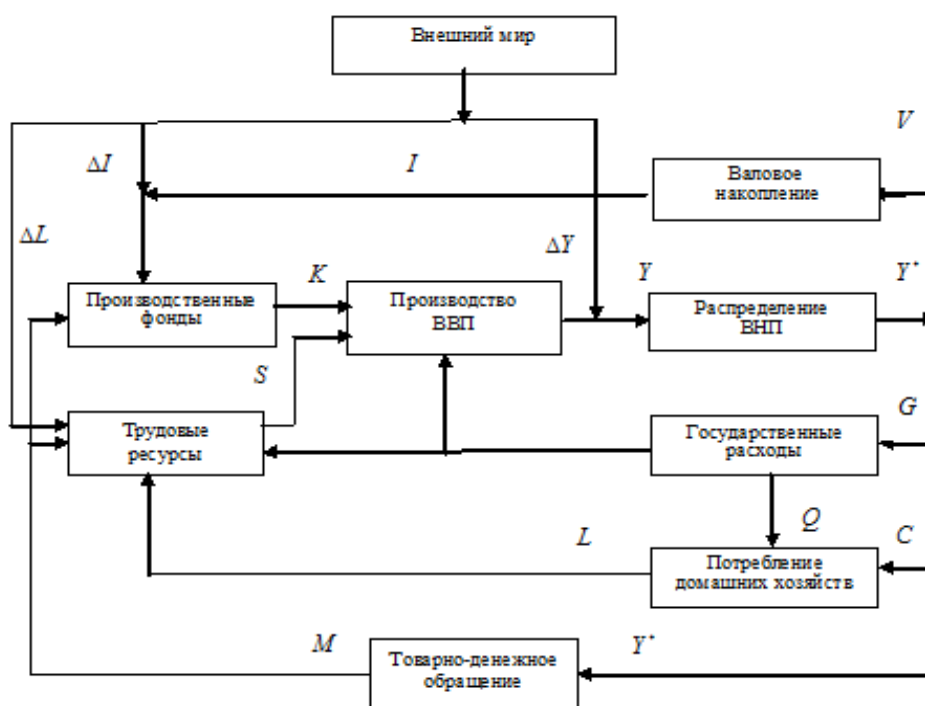 Внешний мир
V
ΔI
I
Валовое
накопление
ΔL
K
ΔY
Y
Y*
Производственные
фонды
Производство
ВВП
Распределение
ВНП
S
G
Трудовые
ресурсы
Государственные
расходы
Q
L
C
Потребление
домашних хозяйств
M
Товарно-денежное
обращение
Y*